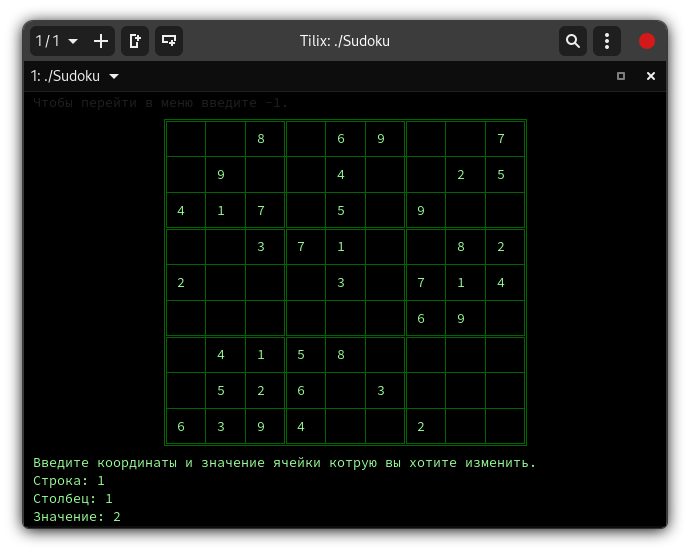 1 / 1
Tilix: ./Sudoku
1: ./Sudoku
Чтобы перейти в меню введите -1.
8 6 9 7
9 4 2 5
4 1 7 5 9
3 7 1 8 2
2 3 7 1 4
6 9
4 1 5 8
5 2 6 3
6 3 9 4 2
Введите координаты и значение ячейки котрую вы хотите изменить.
Строка: 1
Столбец: 1
Значение: 2